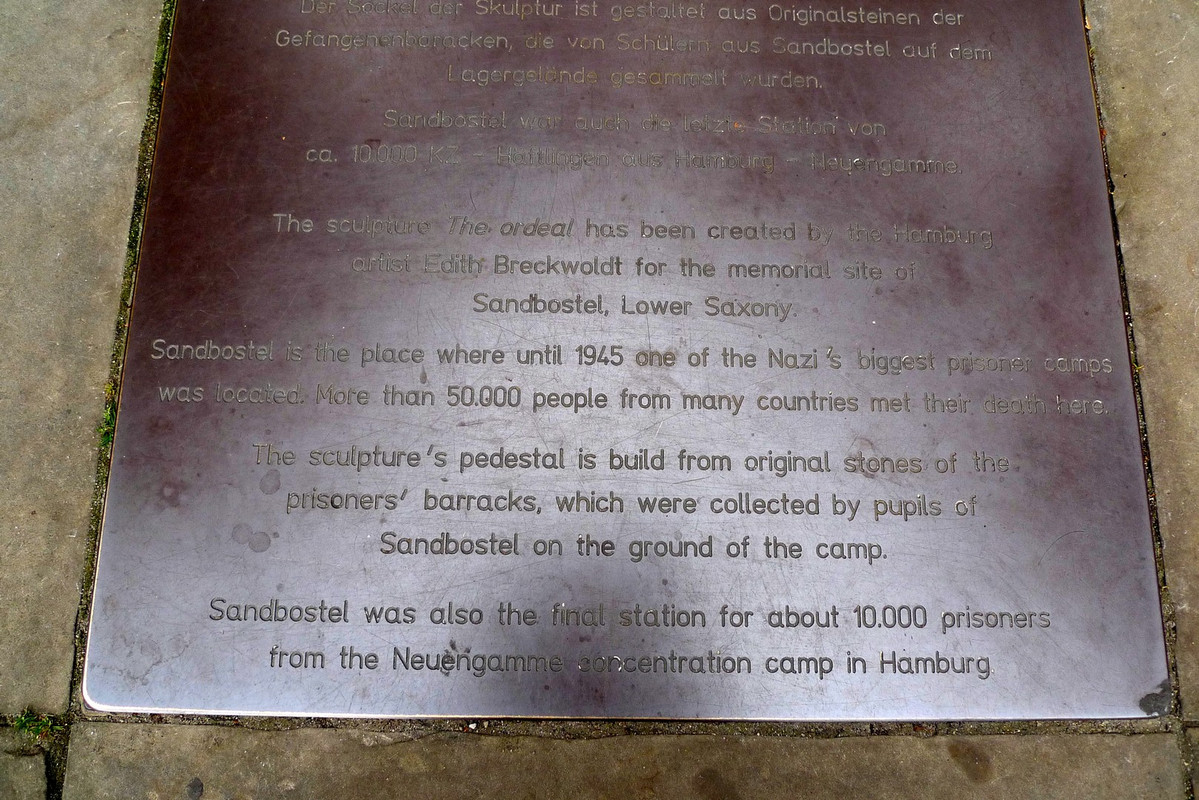 Der Sockel der Skulptur ist gestaltet aus Originalsteinen der
Gefangenenbaracken, die von Schülern aus Sandbostel auf dem
Lagergelände gesammelt wurden.
Sandbostel war auch die letzte Station von
ca. 10.000 KZ - Häftlingen aus Hamburg - Neuengamme.
The sculpture The ordeal has been created by the Hamburg
artist Edith Breckwoldt for the memorial site of
Sandbostel, Lower Saxony.
Sandbostel is the place where until 1945 one of the Nazi's biggest prisoner camps
was located. More than 50.000 people from many countries met their death here.
The sculpture's pedestal is build from original stones of the
prisoners' barracks, which were collected by pupils of
Sandbostel on the ground of the camp.
Sandbostel was also the final station for about 10.000 prisoners
from the Neuengamme concentration camp in Hamburg.